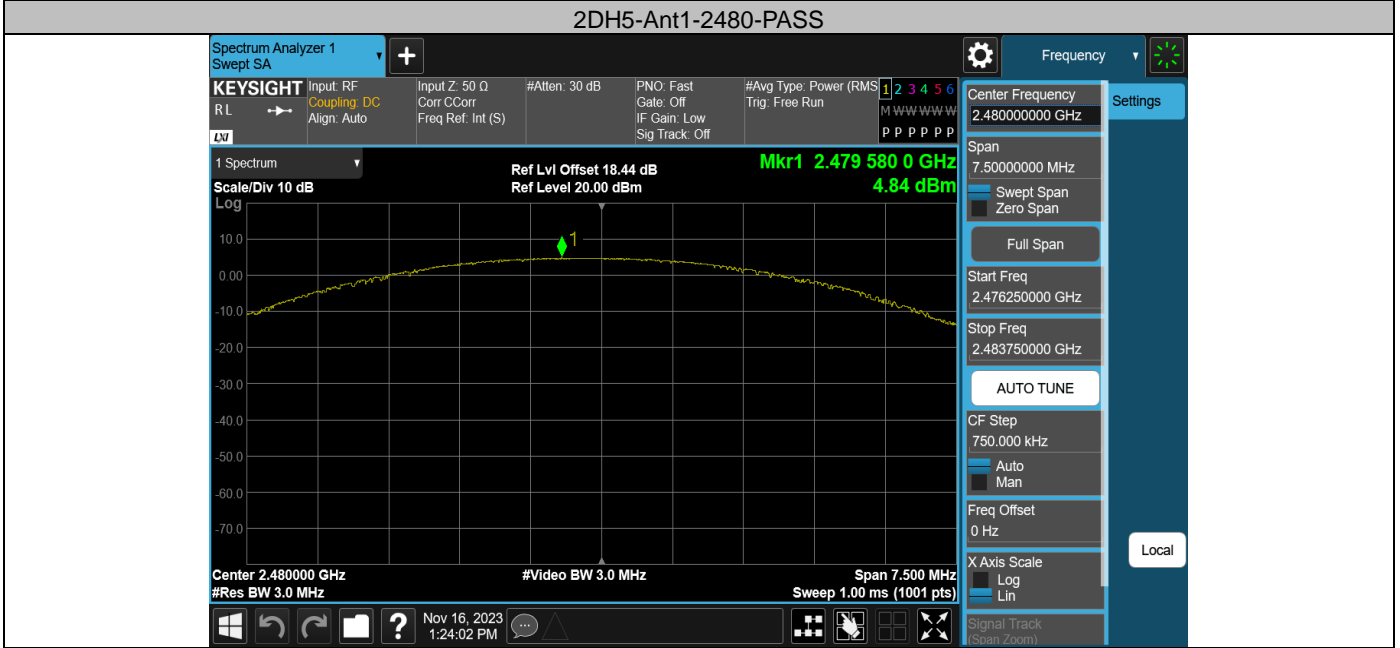 2DH5-Ant1-2480-PASS
Spectrum Analyzer 1
Swept SA
Frequency
KEYSIGHT
RL
LXI
Input: RF
Coupling: DC
Align: Auto
Input Z: 50 Ω
Corr CCorr
Freq Ref: Int (S)
#Atten: 30 dB
PNO: Fast
Gate: Off
IF Gain: Low
Sig Track: Off
#Avg Type: Power (RMS
Trig: Free Run
1 2 3 4 5 6
M W W W W W
P P P P P P
1 Spectrum
Scale/Div 10 dB
Log
Ref Lvl Offset 18.44 dB
Ref Level 20.00 dBm
Mkr1 2.479 580 0 GHz
4.84 dBm
1
10.0
0.00
-10.0
-20.0
-30.0
-40.0
-50.0
-60.0
-70.0
Center 2.480000 GHz
#Res BW 3.0 MHz
#Video BW 3.0 MHz
Span 7.500 MHz
Sweep 1.00 ms (1001 pts)
?
Nov 16, 2023
1:24:02 PM
Center Frequency
2.480000000 GHz
Settings
Span
7.50000000 MHz
Swept Span
Zero Span
Full Span
Start Freq
2.476250000 GHz
Stop Freq
2.483750000 GHz
AUTO TUNE
CF Step
750.000 kHz
Auto
Man
Freq Offset
0 Hz
X Axis Scale
Log
Lin
Signal Track
(Span Zoom)
Local